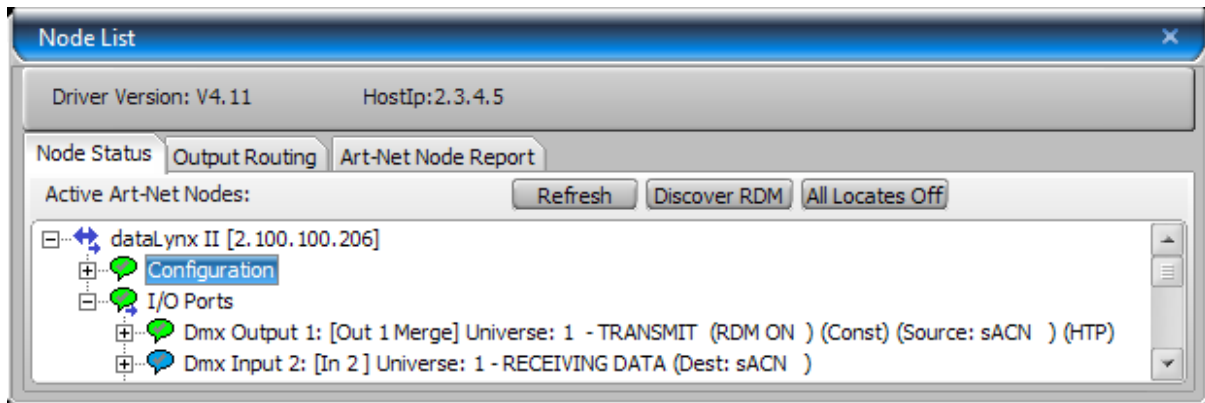 Node List
Driver Version: V4.11 HostIp:2.3.4.5
Node Status Output Routing Art-Net Node Report
Active Art-Net Nodes: Refresh Discover RDM All Locates Off
dataLynx II [2.100.100.206]
Configuration
I/O Ports
Dmx Output 1: [Out 1 Merge] Universe: 1 - TRANSMIT (RDM ON ) (Const) (Source: sACN ) (HTP)
Dmx Input 2: [In 2 ] Universe: 1 - RECEIVING DATA (Dest: sACN )